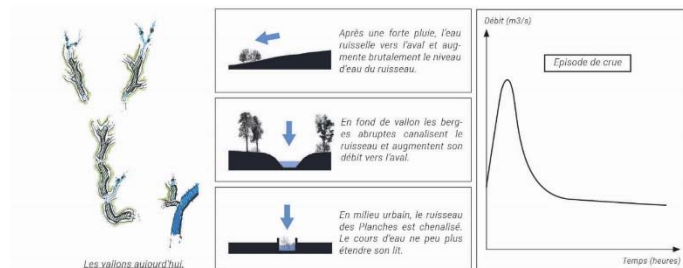 Après une forte pluie, l'eau
ruisselle vers l'aval et aug-
mente brutalement le niveau
d'eau du ruisseau.
En fond de vallon les berg-
es abruptes canalisent le
ruisseau et augmentent son
débit vers l'aval.
En milieu urbain, le ruisseau
des Planches est chenalisé.
Le cours d'eau ne peu plus
étendre son lit.
Les vallons aujourd'hui.
Débit (m3/s)
Episode de crue
Temps (heures)